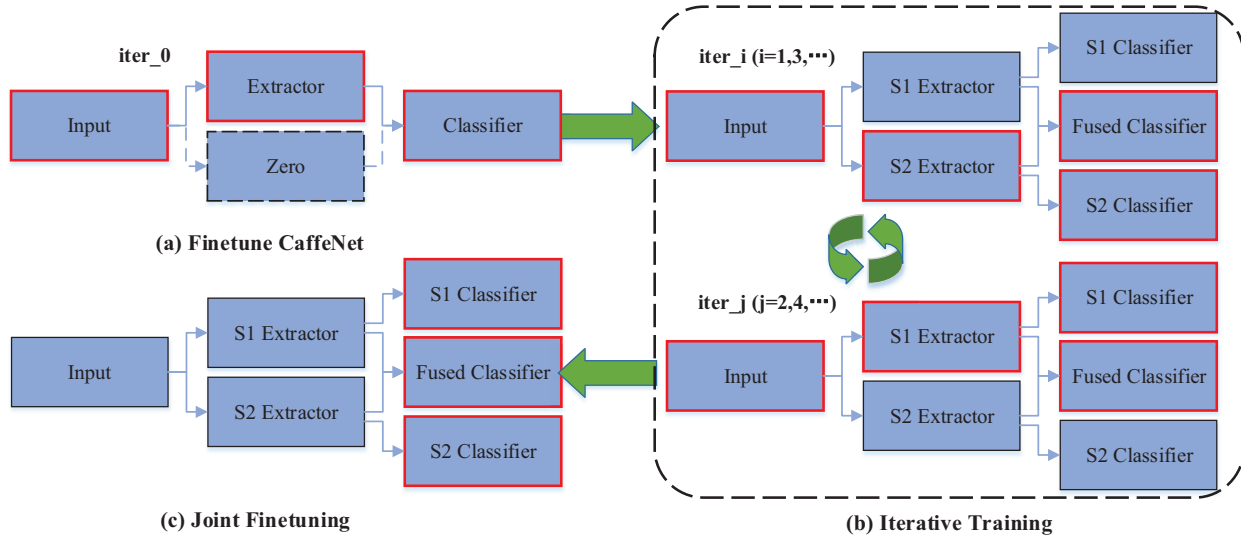 iter_0
Input
Extractor
Zero
Classifier
(a) Finetune CaffeNet
iter_i (i=1,3,···)
Input
S1 Extractor
S2 Extractor
S1 Classifier
Fused Classifier
S2 Classifier
iter_j (j=2,4,···)
Input
S1 Extractor
S2 Extractor
S1 Classifier
Fused Classifier
S2 Classifier
(b) Iterative Training
Input
S1 Extractor
S2 Extractor
S1 Classifier
Fused Classifier
S2 Classifier
(c) Joint Finetuning